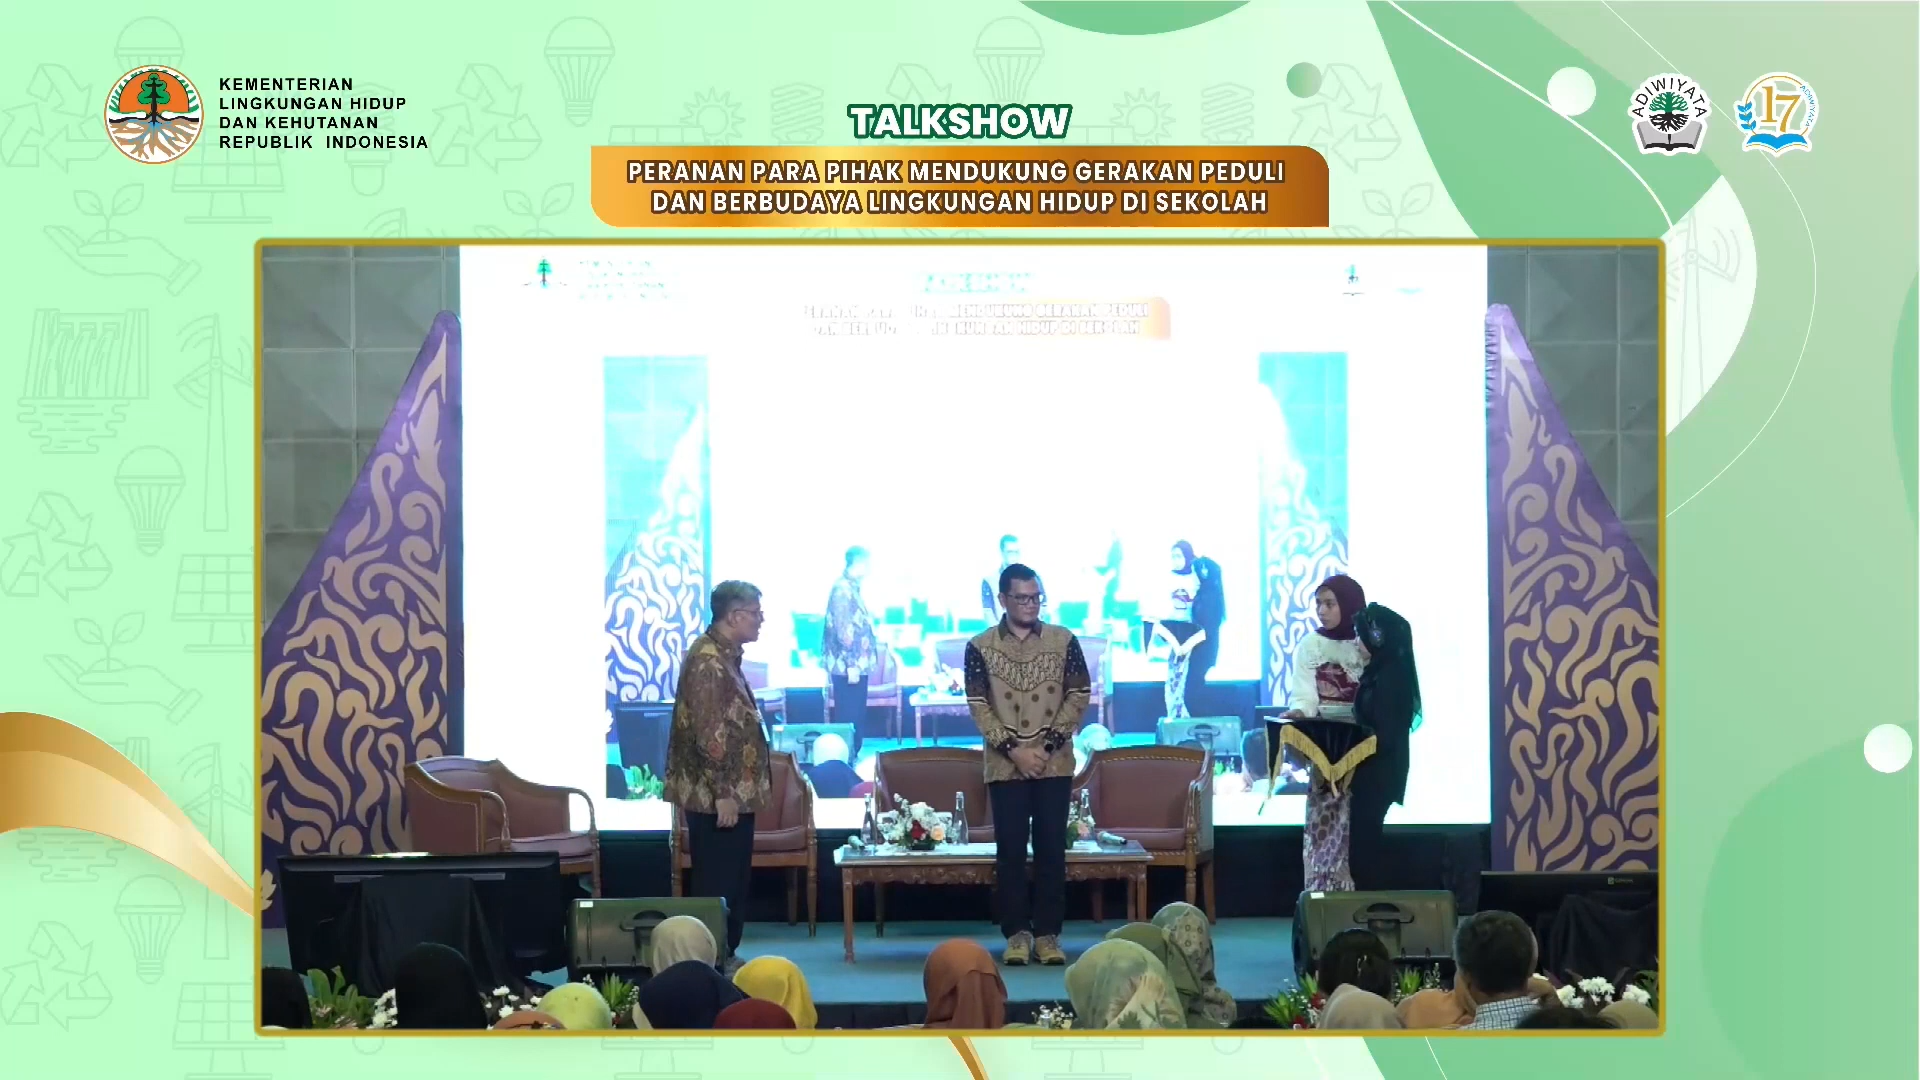 KEMENTERIAN
LINGKUNGAN HIDUP
DAN KEHUTANAN
REPUBLIK INDONESIA
TALKSHOW
PERANAN PARA PIHAK MENDUKUNG GERAKAN PEDULI
DAN BERBUDAYA LINGKUNGAN HIDUP DI SEKOLAH
ADIWIYATA
17
ADIWIYATA